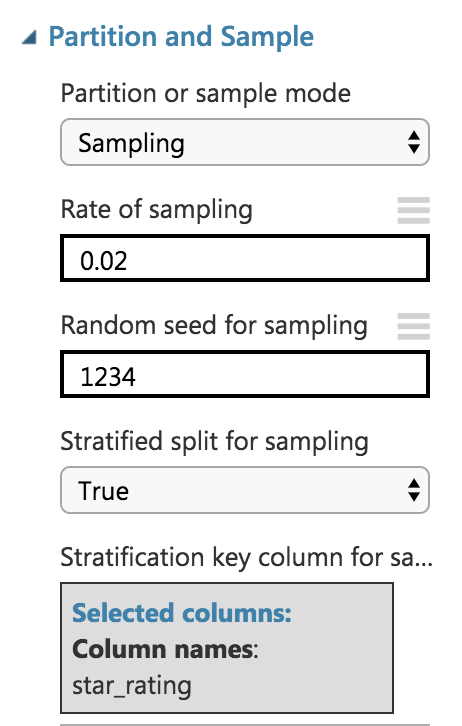 Partition and Sample
Partition or sample mode
Sampling
Rate of sampling
0.02
Random seed for sampling
1234
Stratified split for sampling
True
Stratification key column for sa...
Selected columns:
Column names:
star_rating